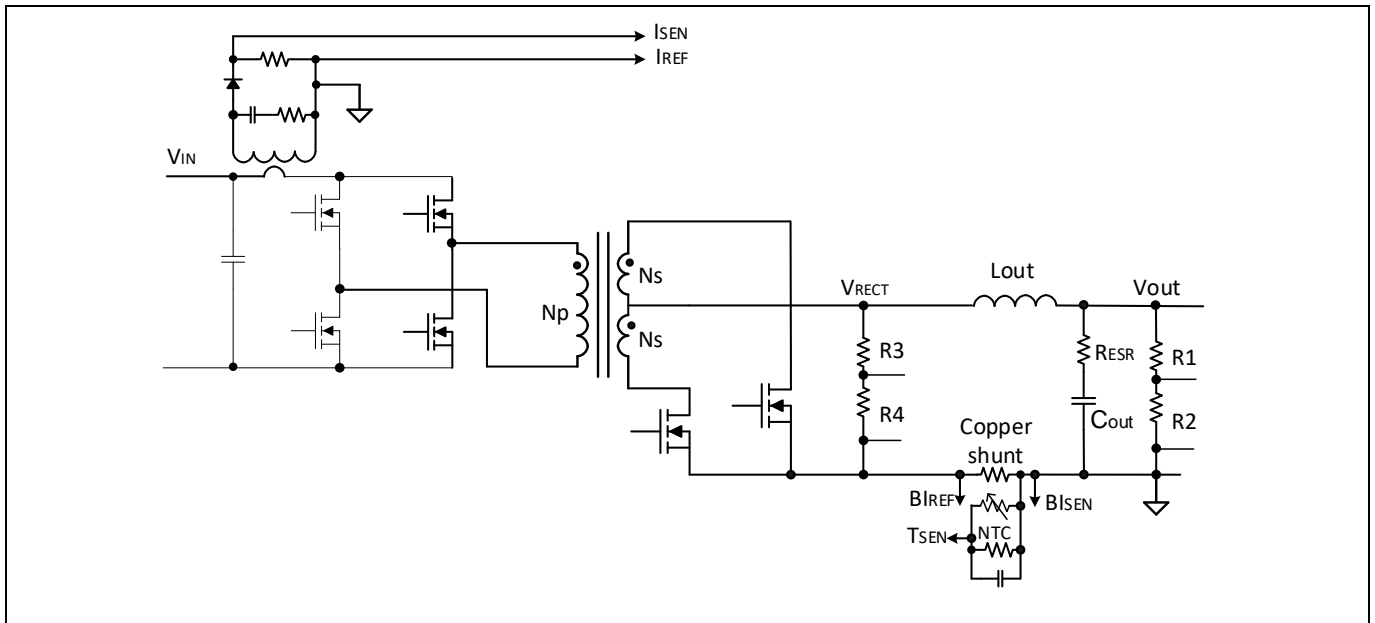 ISEN
IREF
VIN
Ns
Np
Ns
VRECT
Lout
Vout
R3
RESR
R1
R4
Cout
R2
Copper
shunt
BIREF
BISEN
TSEN
NTC